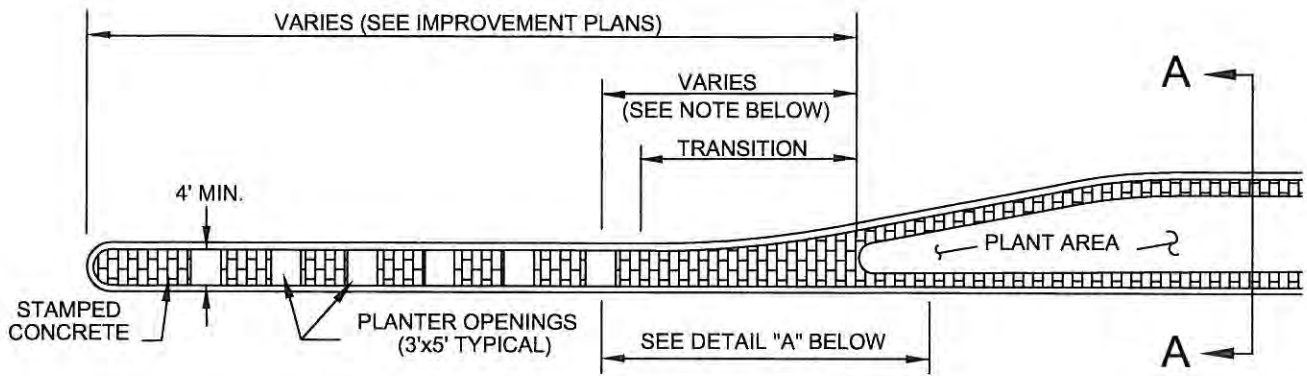 VARIES (SEE IMPROVEMENT PLANS)
VARIES
(SEE NOTE BELOW)
TRANSITION
A
4' MIN.
PLANT AREA
STAMPED
CONCRETE
PLANTER OPENINGS
(3'x5' TYPICAL)
SEE DETAIL "A" BELOW
A